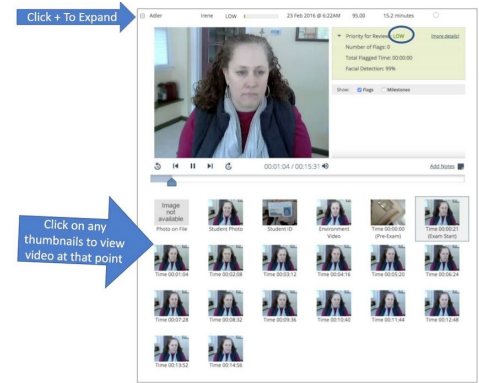 Click + To Expand
Adler Irene LOW 23 Feb 2016 @ 6:22AM 95.00 15.2 minutes
Priority for Review: LOW (more details)
Number of Flags: 0
Total Flagged Time: 00:00:00
Facial Detection: 99%
Show: Flags Milestones
00:01:04 / 00:15:31
Add Notes
Click on any
thumbnails to view
video at that point
Image
not
available
Photo on File
Student Photo
Student ID
Environment
Video
Time 00:00:00
(Pre-Exam)
Time 00:00:21
(Exam Start)
Time 00:01:04
Time 00:02:08
Time 00:03:12
Time 00:04:16
Time 00:05:20
Time 00:06:24
Time 00:07:28
Time 00:08:32
Time 00:09:36
Time 00:10:40
Time 00:11:44
Time 00:12:48
Time 00:13:52
Time 00:14:56